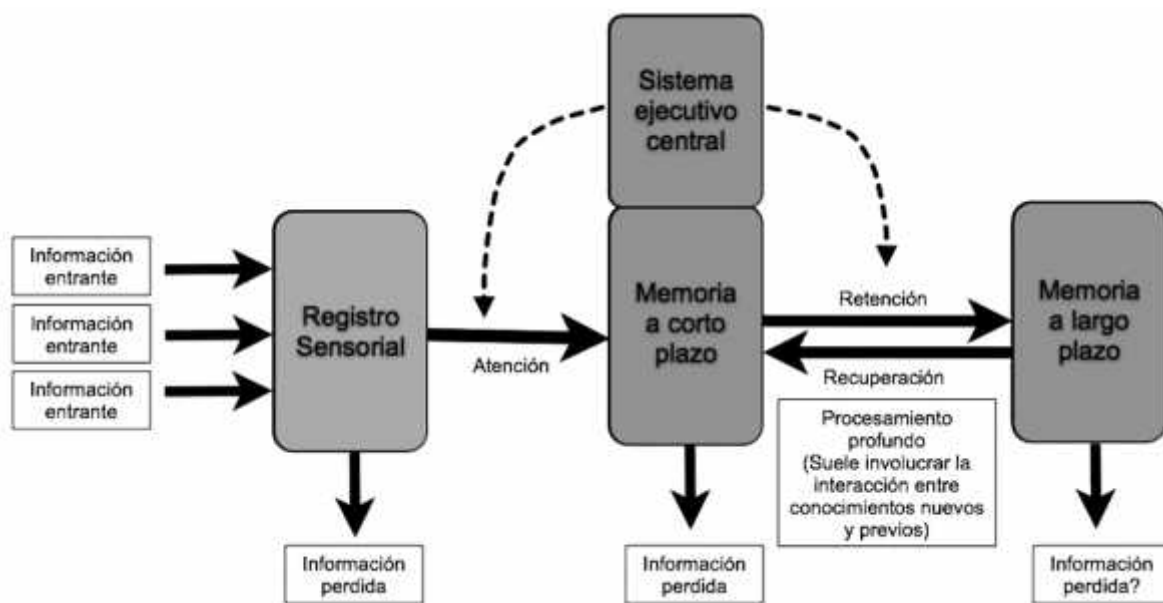 Sistema
ejecutivo
central
Información
entrante
Información
entrante
Información
entrante
Registro
Sensorial
Atención
Memoria
a corto
plazo
Retención
Recuperación
Procesamiento
profundo
(Suele involucrar la
interacción entre
conocimientos nuevos
y previos)
Memoria
a largo
plazo
Información
perdida
Información
perdida
Información
perdida?